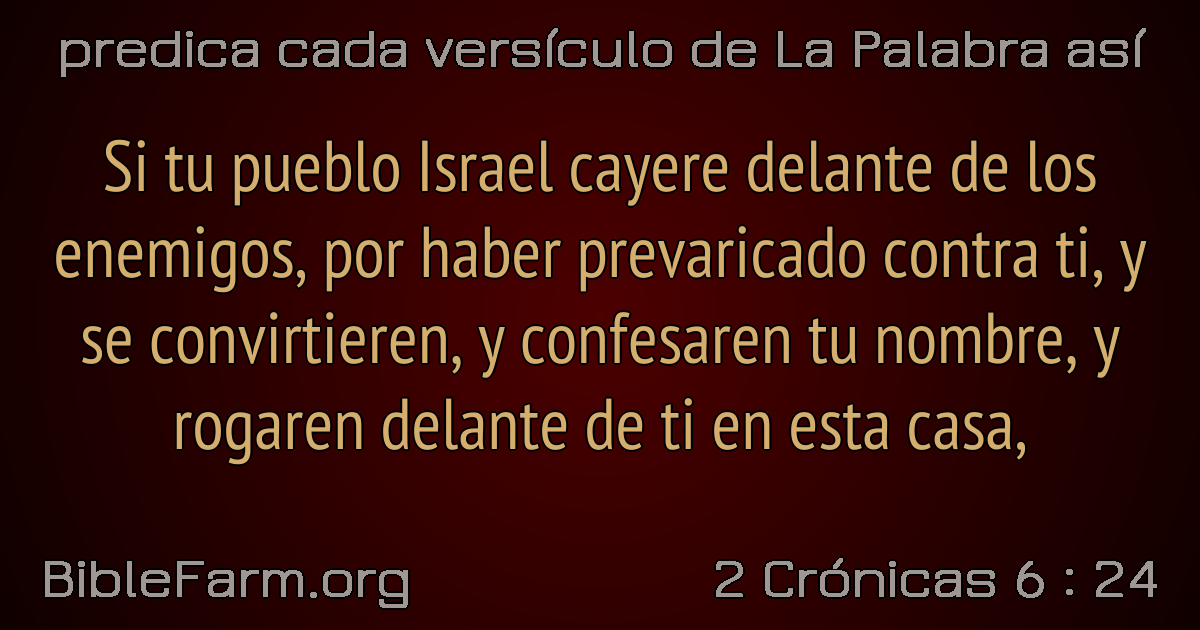 predica cada versículo de La Palabra así
Si tu pueblo Israel cayere delante de los
enemigos, por haber prevaricado contra ti, y
se convirtieren, y confesaren tu nombre, y
rogaren delante de ti en esta casa,
BibleFarm.org
2 Crónicas 6 : 24